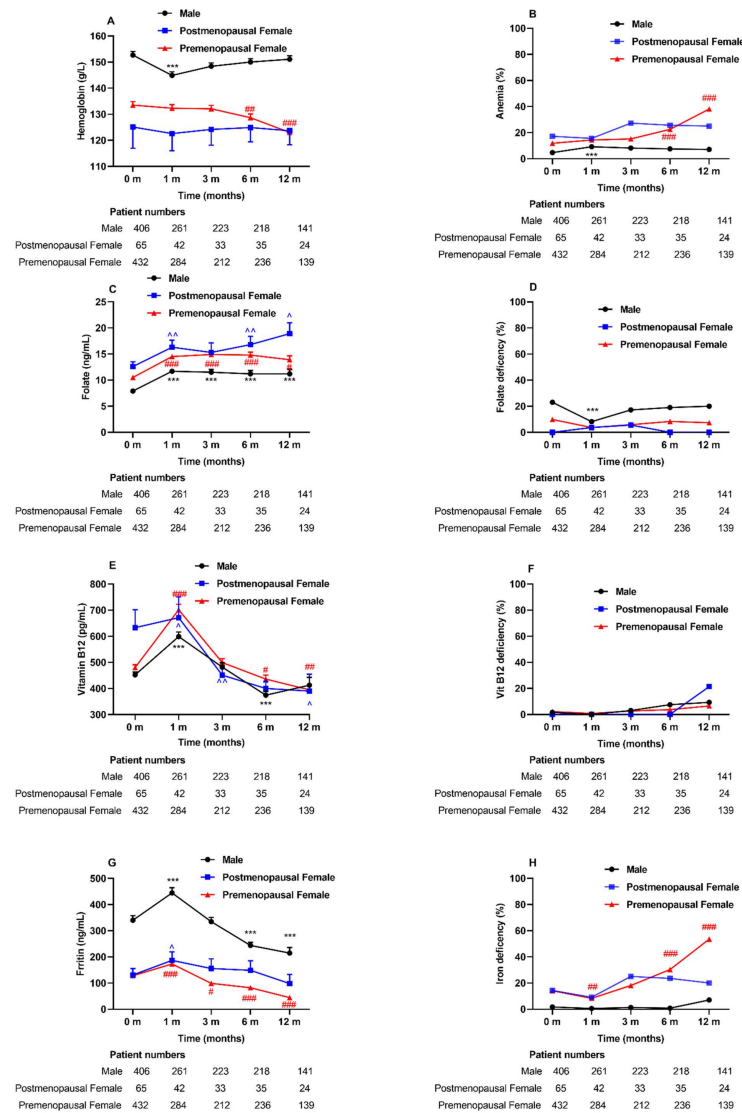 A
Male
Postmenopausal Female
Premenopausal Female
Hemoglobin (g/L)
160
150
140
130
120
110
***
##
###
0 m 1 m 3 m 6 m 12 m
Time (months)
Patient numbers
Male 406 261 223 218 141
Postmenopausal Female 65 42 33 35 24
Premenopausal Female 432 284 212 236 139
B
Male
Postmenopausal Female
Premenopausal Female
Anemia (%)
100
80
60
40
20
0
###
###
***
0 m 1 m 3 m 6 m 12 m
Time (months)
Patient numbers
Male 406 261 223 218 141
Postmenopausal Female 65 42 33 35 24
Premenopausal Female 432 284 212 236 139
C
Male
Postmenopausal Female
Premenopausal Female
Folate (ng/mL)
25
20
15
10
5
0
^^ ^^ ^
### ### ### #
*** *** *** ***
0 m 1 m 3 m 6 m 12 m
Time (months)
Patient numbers
Male 406 261 223 218 141
Postmenopausal Female 65 42 33 35 24
Premenopausal Female 432 284 212 236 139
D
Male
Postmenopausal Female
Premenopausal Female
Folate deficency (%)
100
80
60
40
20
0
***
0 m 1 m 3 m 6 m 12 m
Time (months)
Patient numbers
Male 406 261 223 218 141
Postmenopausal Female 65 42 33 35 24
Premenopausal Female 432 284 212 236 139
E
Male
Postmenopausal Female
Premenopausal Female
Vitamin B12 (pg/mL)
800
700
600
500
400
300
###
^
***
^^
#
***
##
^
0 m 1 m 3 m 6 m 12 m
Time (months)
Patient numbers
Male 406 261 223 218 141
Postmenopausal Female 65 42 33 35 24
Premenopausal Female 432 284 212 236 139
F
Male
Postmenopausal Female
Premenopausal Female
Vit B12 deficiency (%)
100
80
60
40
20
0
0 m 1 m 3 m 6 m 12 m
Time (months)
Patient numbers
Male 406 261 223 218 141
Postmenopausal Female 65 42 33 35 24
Premenopausal Female 432 284 212 236 139
G
Male
Postmenopausal Female
Premenopausal Female
Frritin (ng/mL)
500
400
300
200
100
0
*** *** ***
^
### # ### ###
0 m 1 m 3 m 6 m 12 m
Time (months)
Patient numbers
Male 406 261 223 218 141
Postmenopausal Female 65 42 33 35 24
Premenopausal Female 432 284 212 236 139
H
Male
Postmenopausal Female
Premenopausal Female
Iron deficency (%)
100
80
60
40
20
0
## ### ###
0 m 1 m 3 m 6 m 12 m
Time (months)
Patient numbers
Male 406 261 223 218 141
Postmenopausal Female 65 42 33 35 24
Premenopausal Female 432 284 212 236 139